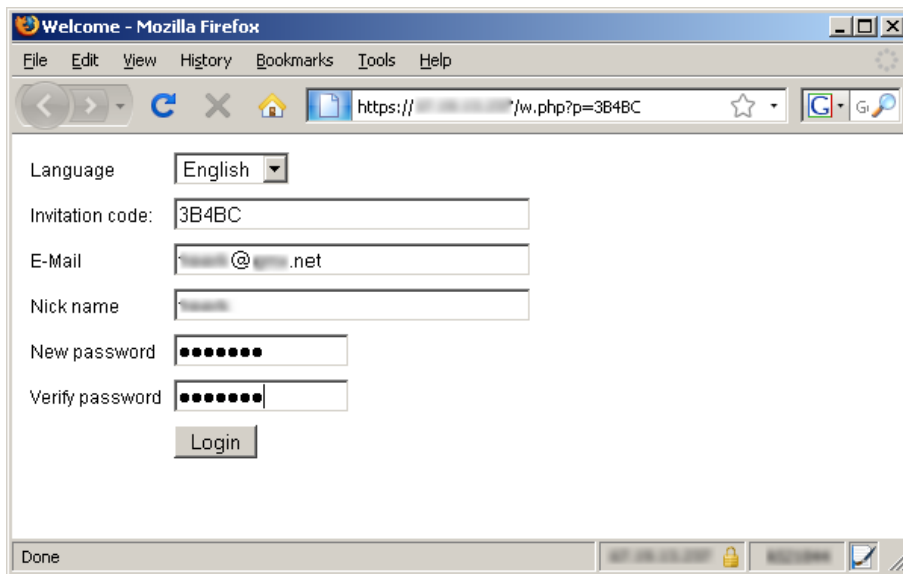 Welcome - Mozilla Firefox
File Edit View History Bookmarks Tools Help
https:// /w.php?p=3B4BC G G
Language English
Invitation code: 3B4BC
E-Mail @ .net
Nick name
New password ●●●●●●●
Verify password ●●●●●●●
Login
Done